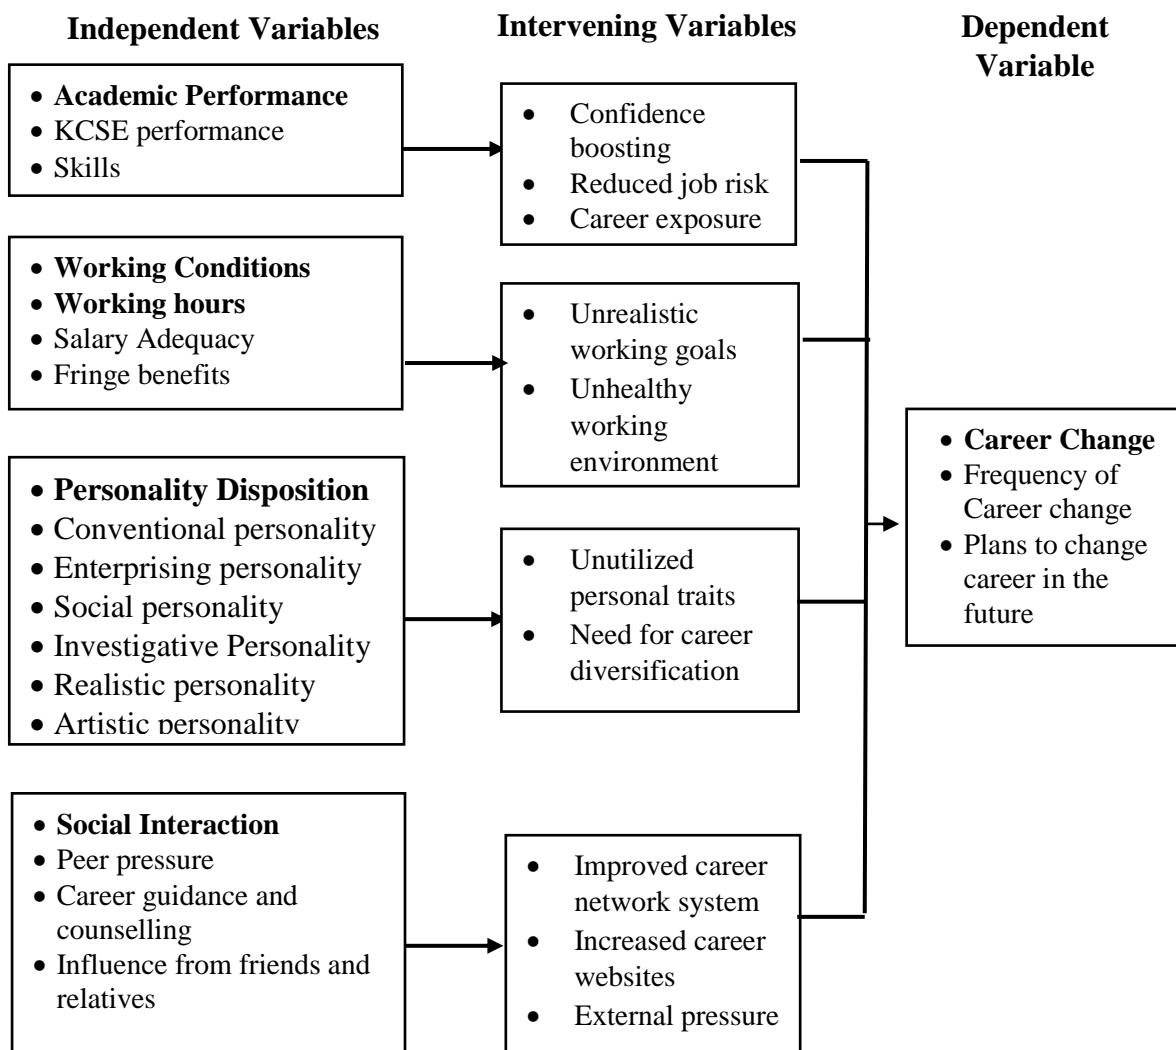 Independent Variables
Intervening Variables
Dependent
Variable
• Academic Performance
• KCSE performance
• Skills
• Confidence
boosting
• Reduced job risk
• Career exposure
• Working Conditions
• Working hours
• Salary Adequacy
• Fringe benefits
• Unrealistic
working goals
• Unhealthy
working
environment
• Personality Disposition
• Conventional personality
• Enterprising personality
• Social personality
• Investigative Personality
• Realistic personality
• Artistic personality
• Unutilized
personal traits
• Need for career
diversification
• Social Interaction
• Peer pressure
• Career guidance and
counselling
• Influence from friends and
relatives
• Improved career
network system
• Increased career
websites
• External pressure
• Career Change
• Frequency of
Career change
• Plans to change
career in the
future